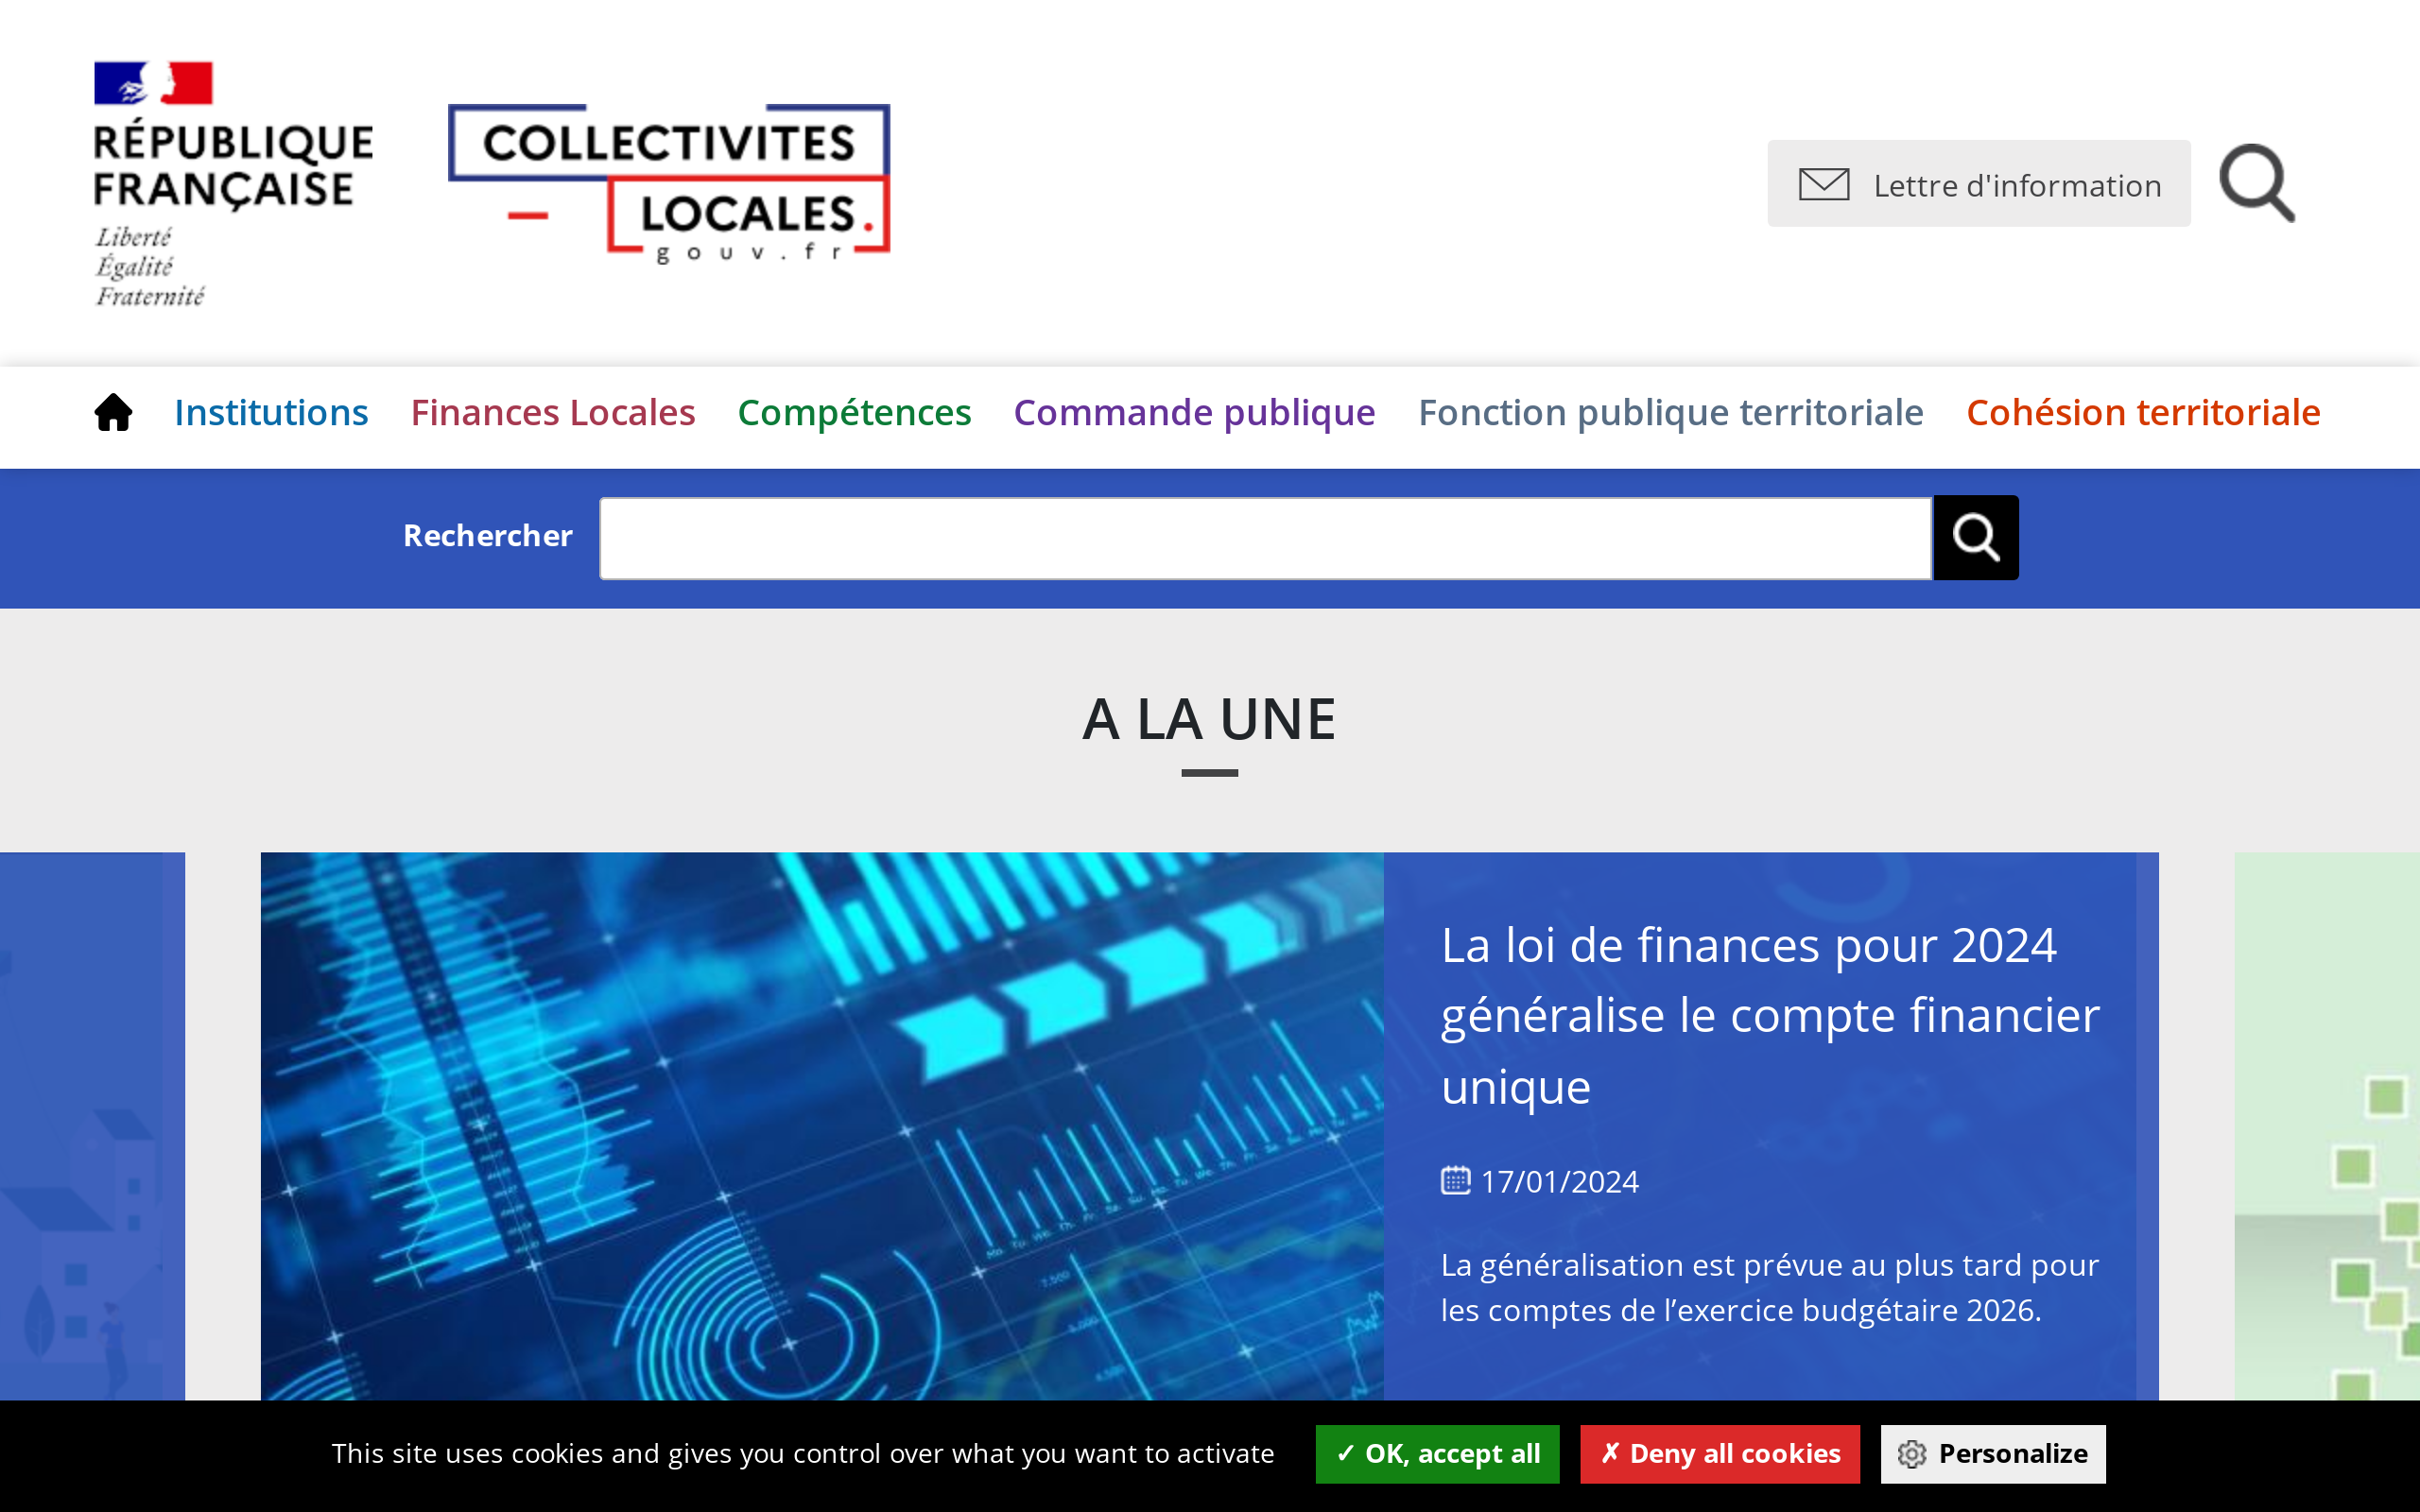 RÉPUBLIQUE
FRANÇAISE
Liberté
Égalité
Fraternité
COLLECTIVITES
LOCALES.
gouv.fr
Lettre d'information
Institutions Finances Locales Compétences Commande publique Fonction publique territoriale Cohésion territoriale
Rechercher
A LA UNE
La loi de finances pour 2024
généralise le compte financier
unique
17/01/2024
La généralisation est prévue au plus tard pour
les comptes de l’exercice budgétaire 2026.
This site uses cookies and gives you control over what you want to activate
✓ OK, accept all
✗ Deny all cookies
Personalize